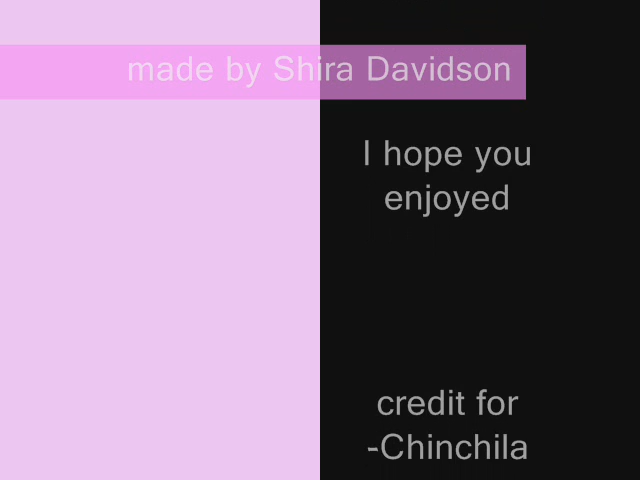 made by Shira Davidson
I hope you
enjoyed
credit for
-Chinchila